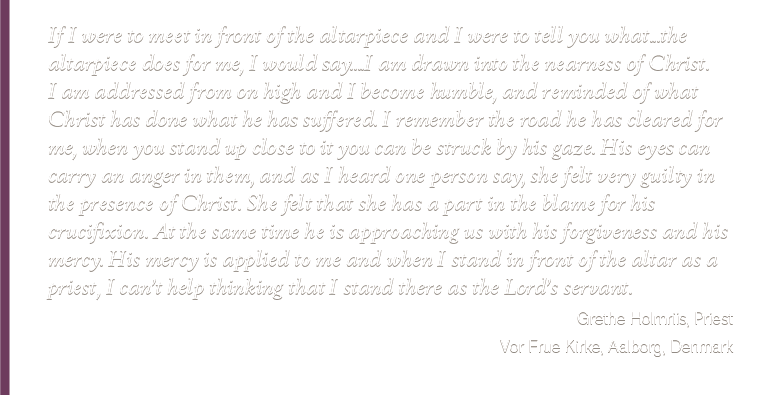 If I were to meet in front of the altarpiece and I were to tell you what...the
altarpiece does for me, I would say...I am drawn into the nearness of Christ.
I am addressed from on high and I become humble, and reminded of what
Christ has done what he has suffered. I remember the road he has cleared for
me, when you stand up close to it you can be struck by his gaze. His eyes can
carry an anger in them, and as I heard one person say, she felt very guilty in
the presence of Christ. She felt that she has a part in the blame for his
crucifixion. At the same time he is approaching us with his forgiveness and his
mercy. His mercy is applied to me and when I stand in front of the altar as a
priest, I can't help thinking that I stand there as the Lord's servant.
Grethe Holmriis, Priest
Vor Frue Kirke, Aalborg, Denmark